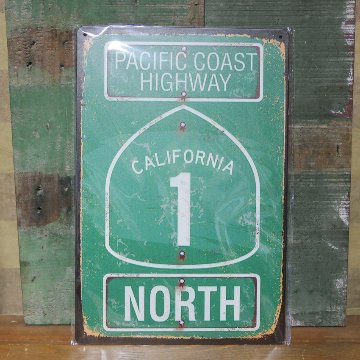 PACIFIC COAST
HIGHWAY
CALIFORNIA
1
NORTH